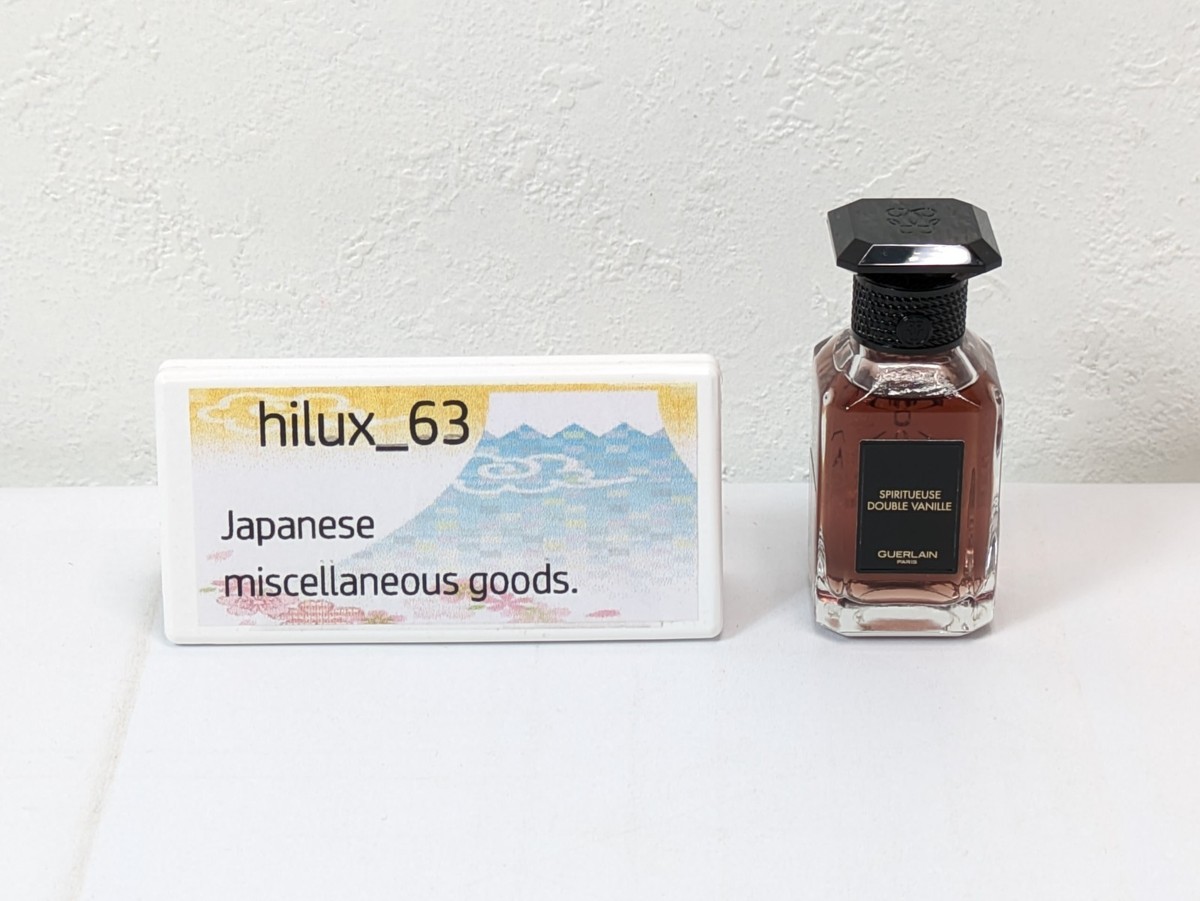 hilux_63
Japanese
miscellaneous goods.
SPIRITUEUSE
DOUBLE VANILLE
GUERLAIN
PARIS